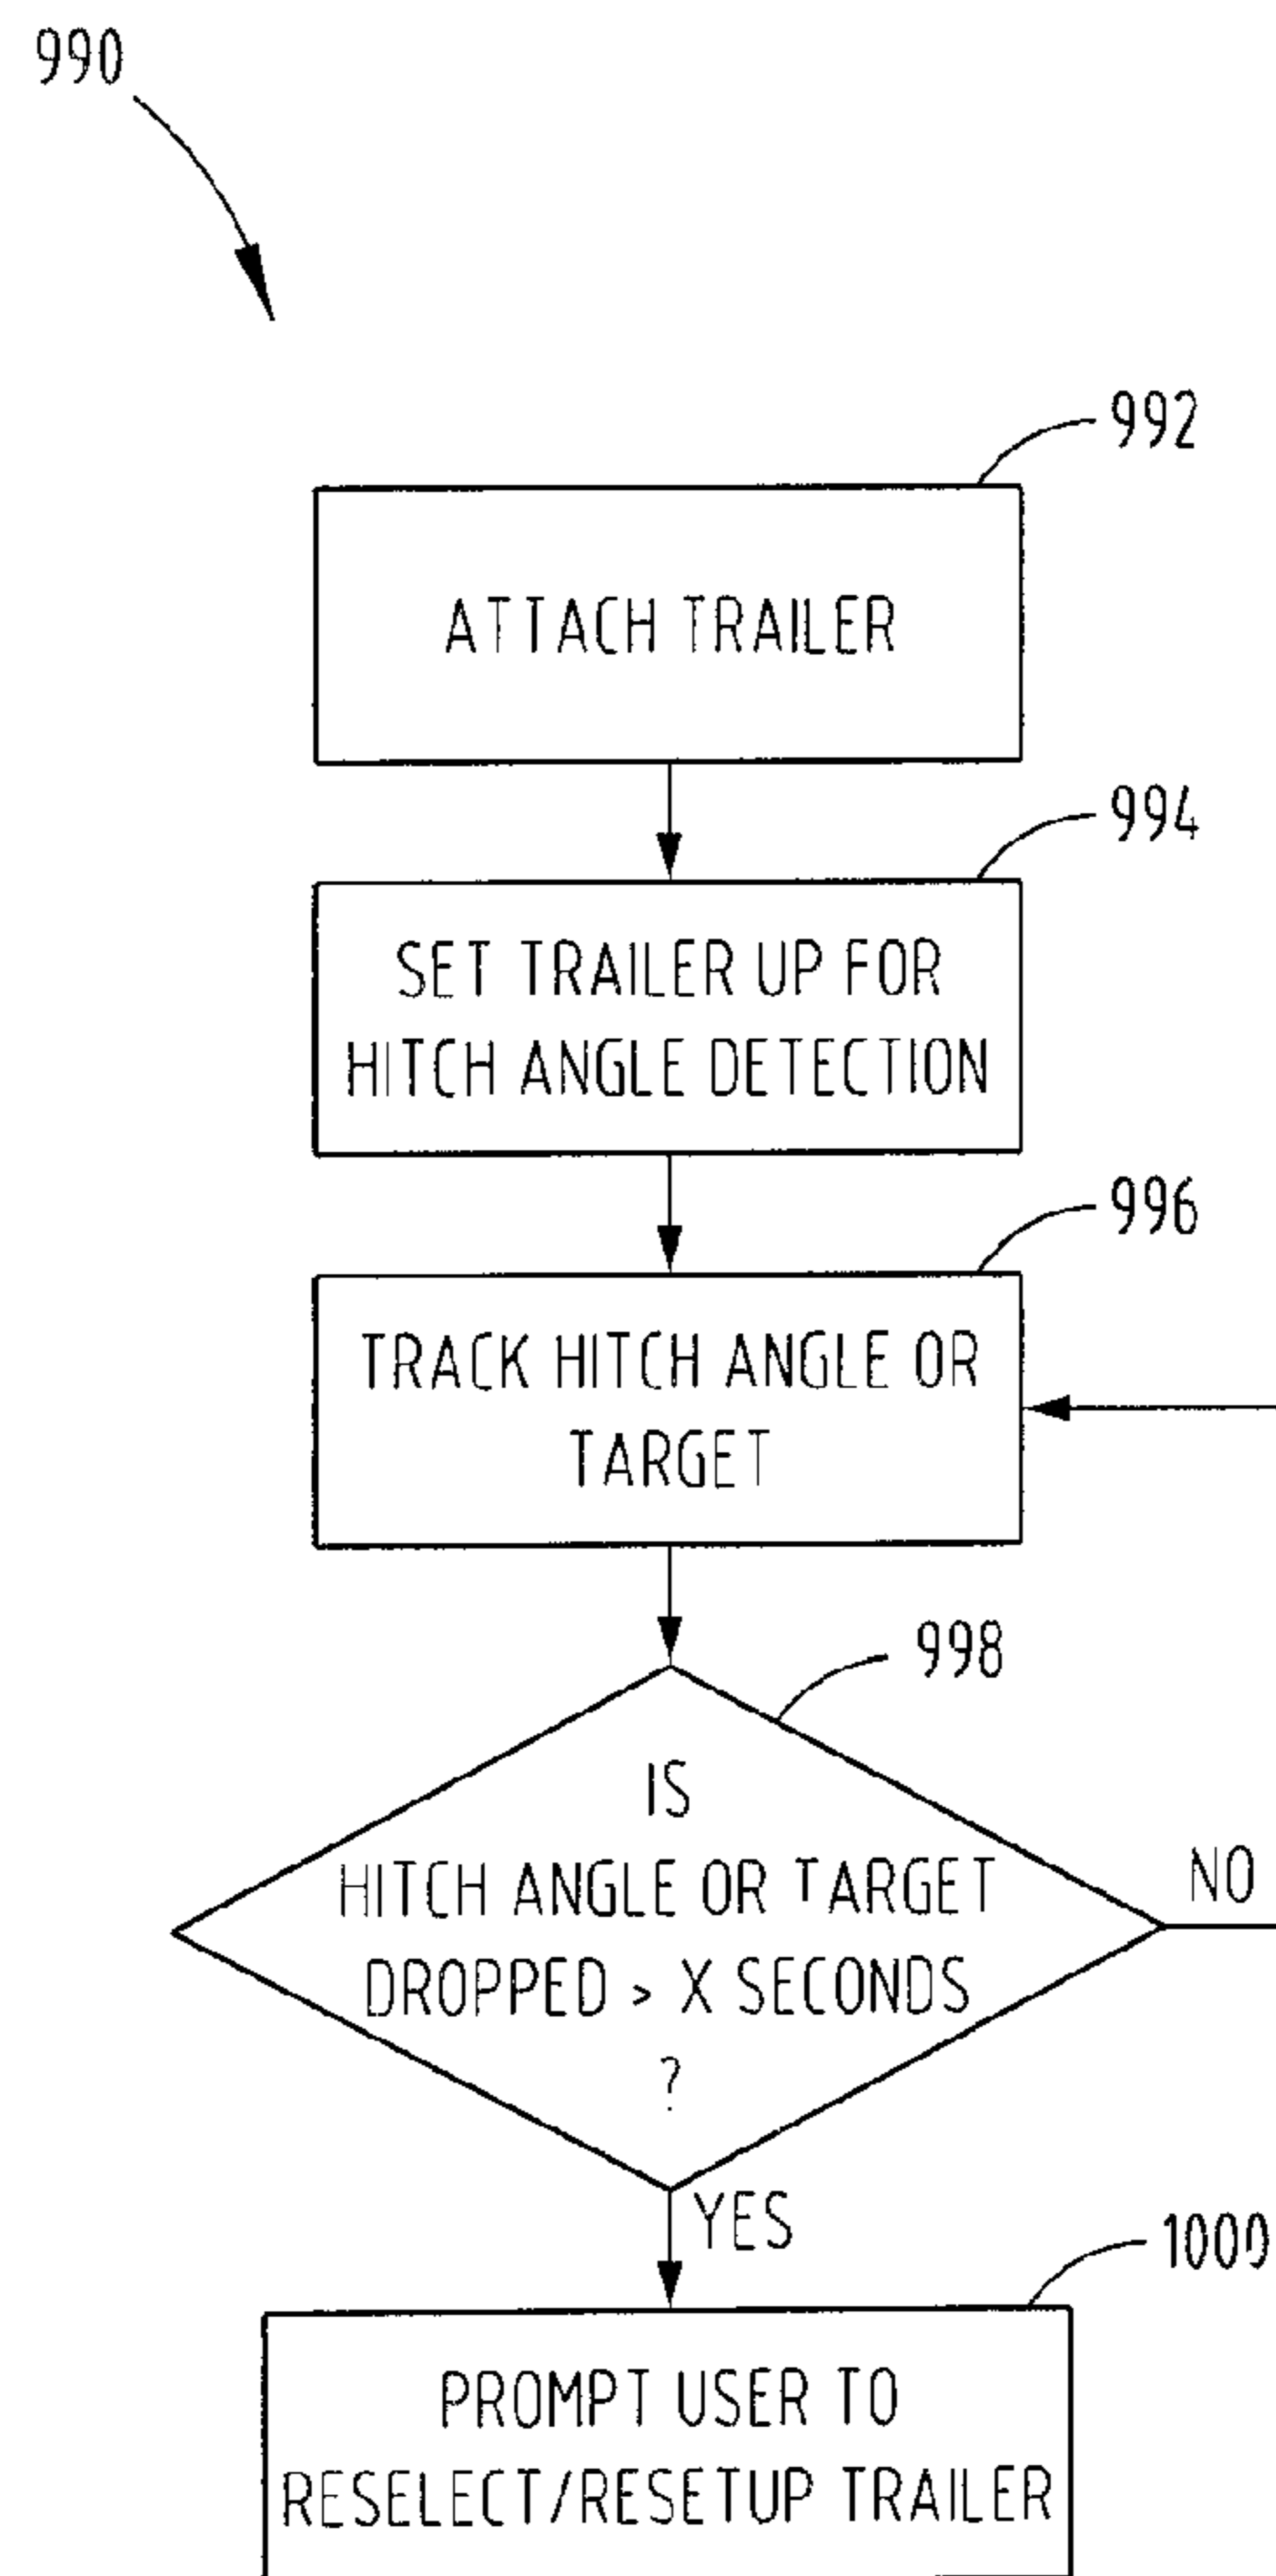 990
992
ATTACH TRAILER
994
SET TRAILER UP FOR
HITCH ANGLE DETECTION
996
TRACK HITCH ANGLE OR
TARGET
998
IS
HITCH ANGLE OR TARGET
DROPPED > X SECONDS
?
NO
YES
1000
PROMPT USER TO
RESELECT/RESETUP TRAILER